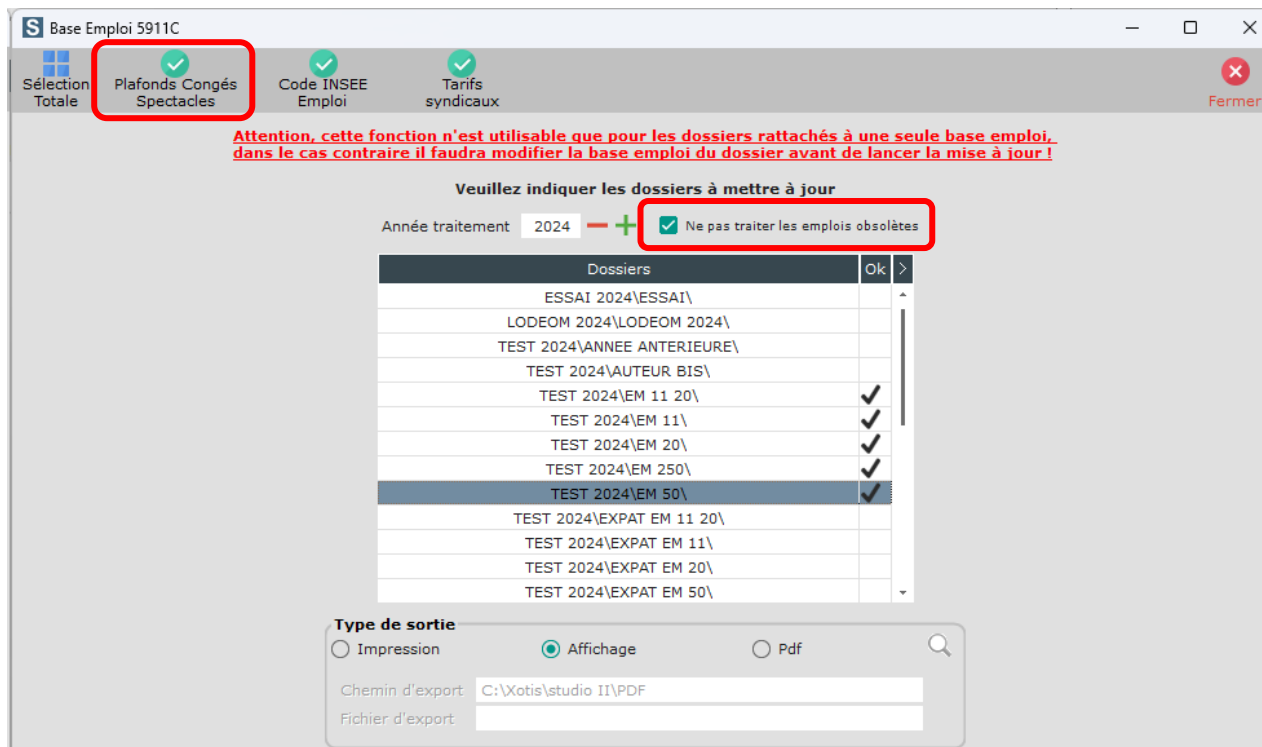 S Base Emploi 5911C
Sélection Totale
Plafonds Congés Spectacles
Code INSEE Emploi
Tarifs syndicaux
Fermer
Attention, cette fonction n'est utilisable que pour les dossiers rattachés à une seule base emploi,
dans le cas contraire il faudra modifier la base emploi du dossier avant de lancer la mise à jour !
Veuillez indiquer les dossiers à mettre à jour
Année traitement 2024 Ne pas traiter les emplois obsolètes
Dossiers Ok >
ESSAI 2024\ESSAI\
LODEOM 2024\LODEOM 2024\
TEST 2024\ANNEE ANTERIEURE\
TEST 2024\AUTEUR BIS\
TEST 2024\EM 11 20\
TEST 2024\EM 11\
TEST 2024\EM 20\
TEST 2024\EM 250\
TEST 2024\EM 50\
TEST 2024\EXPAT EM 11 20\
TEST 2024\EXPAT EM 11\
TEST 2024\EXPAT EM 20\
TEST 2024\EXPAT EM 50\
Type de sortie
Impression Affichage Pdf
Chemin d'export C:\Xotis\studio II\PDF
Fichier d'export